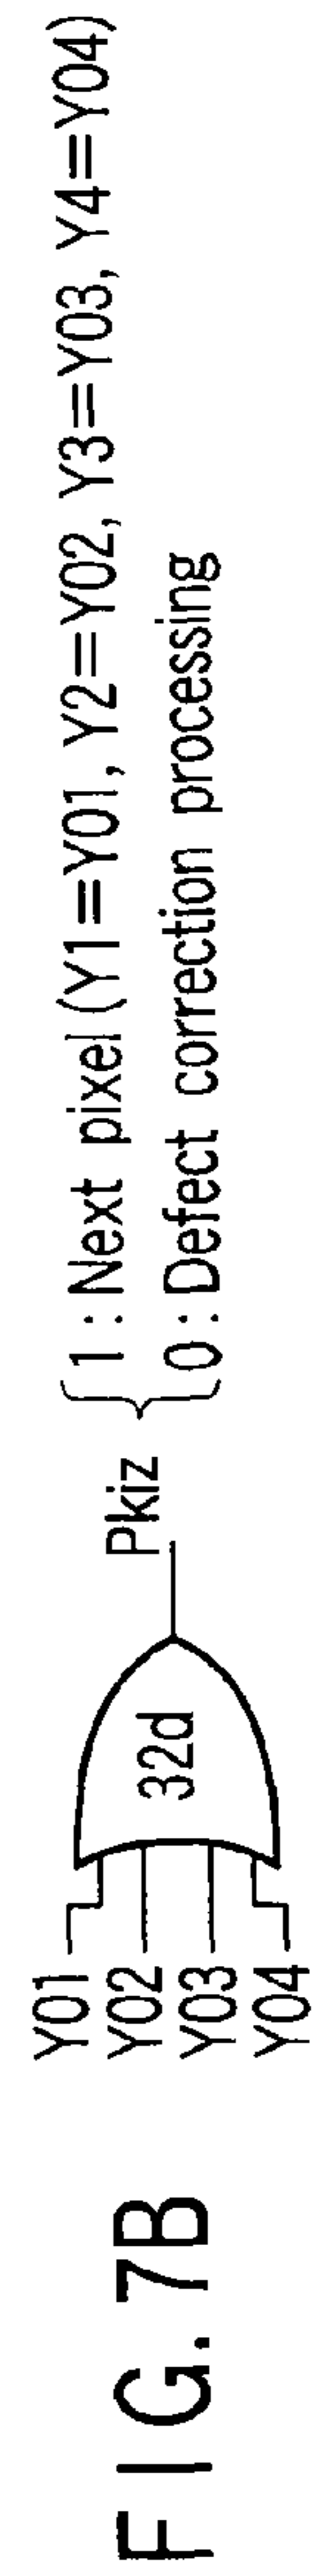 FIG. 7B
Y01
Y02
Y03
Y04
32d
Pkiz
1 : Next pixel (Y1=Y01, Y2=Y02, Y3=Y03, Y4=Y04)
0 : Defect correction processing